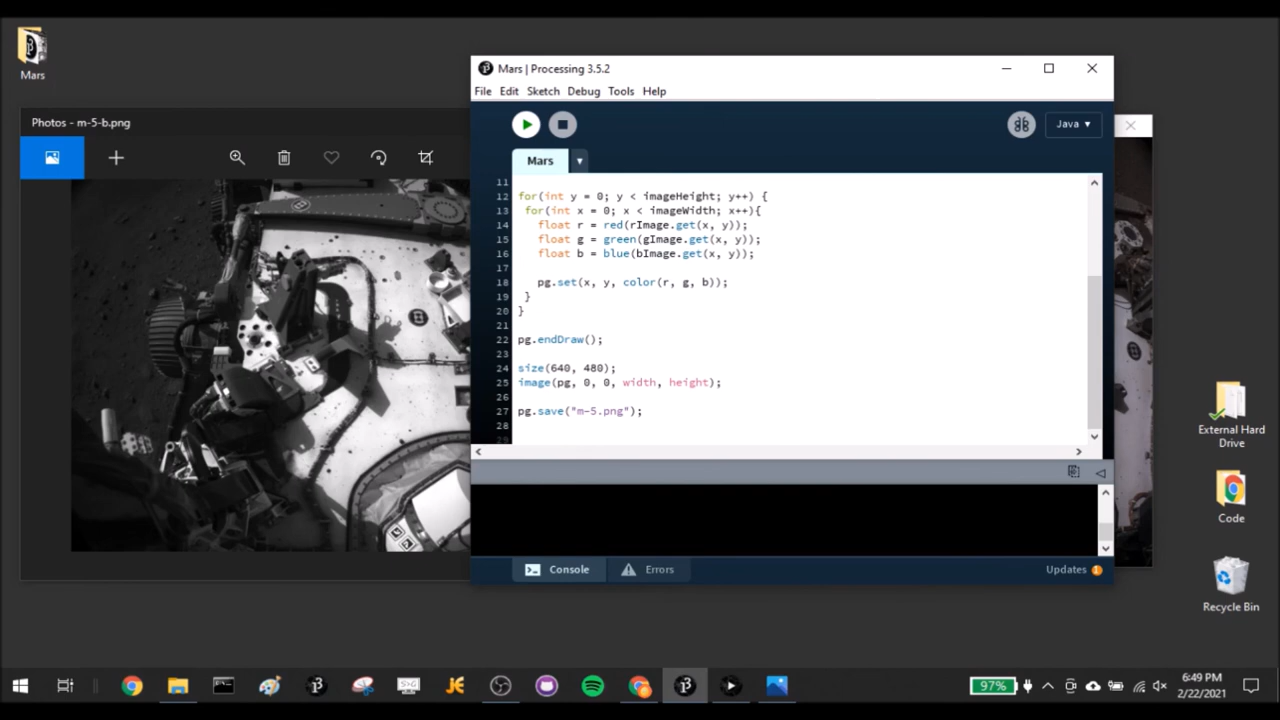 Mars
Photos - m-5-b.png
Mars | Processing 3.5.2
File Edit Sketch Debug Tools Help
Java
Mars
11
12 for(int y = 0; y < imageHeight; y++) {
13 for(int x = 0; x < imageWidth; x++){
14 float r = red(rImage.get(x, y));
15 float g = green(gImage.get(x, y));
16 float b = blue(bImage.get(x, y));
17
18 pg.set(x, y, color(r, g, b));
19 }
20 }
21
22 pg.endDraw();
23
24 size(640, 480);
25 image(pg, 0, 0, width, height);
26
27 pg.save("m-5.png");
28
Console Errors Updates 1
External Hard
Drive
Code
Recycle Bin
97%
6:49 PM
2/22/2021